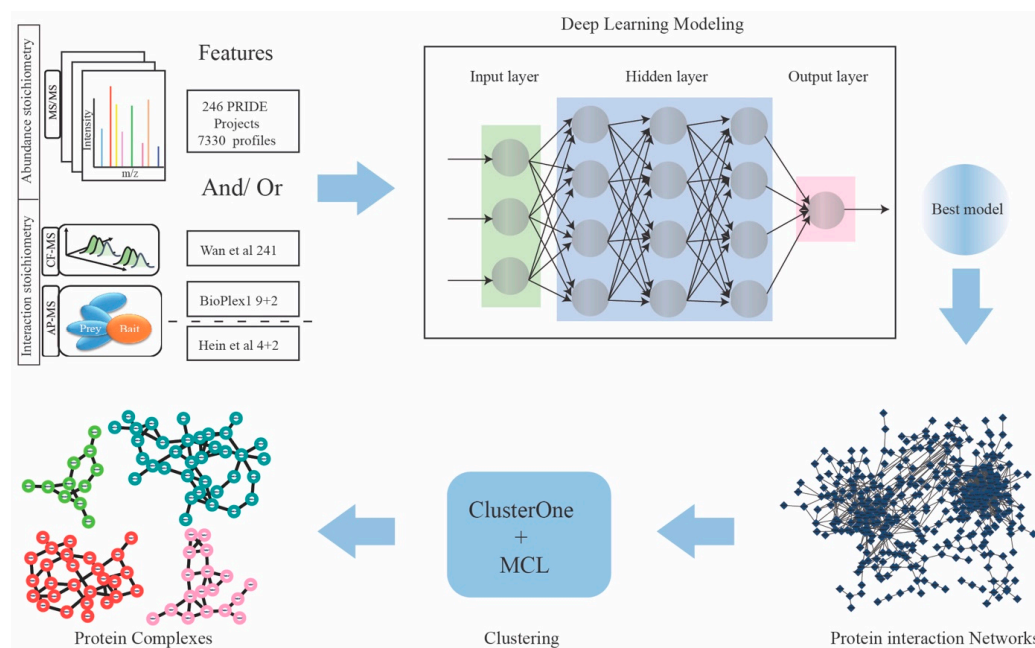 Deep Learning Modeling
Abundance stoichiometry
MS/MS
Intensity
m/z
Features
246 PRIDE
Projects
7330 profiles
And/ Or
Interaction stoichiometry
CF-MS
Wan et al 241
AP-MS
Prey
Bait
BioPlex1 9+2
Hein et al 4+2
Input layer
Hidden layer
Output layer
Best model
Protein Complexes
ClusterOne
+
MCL
Clustering
Protein interaction Networks